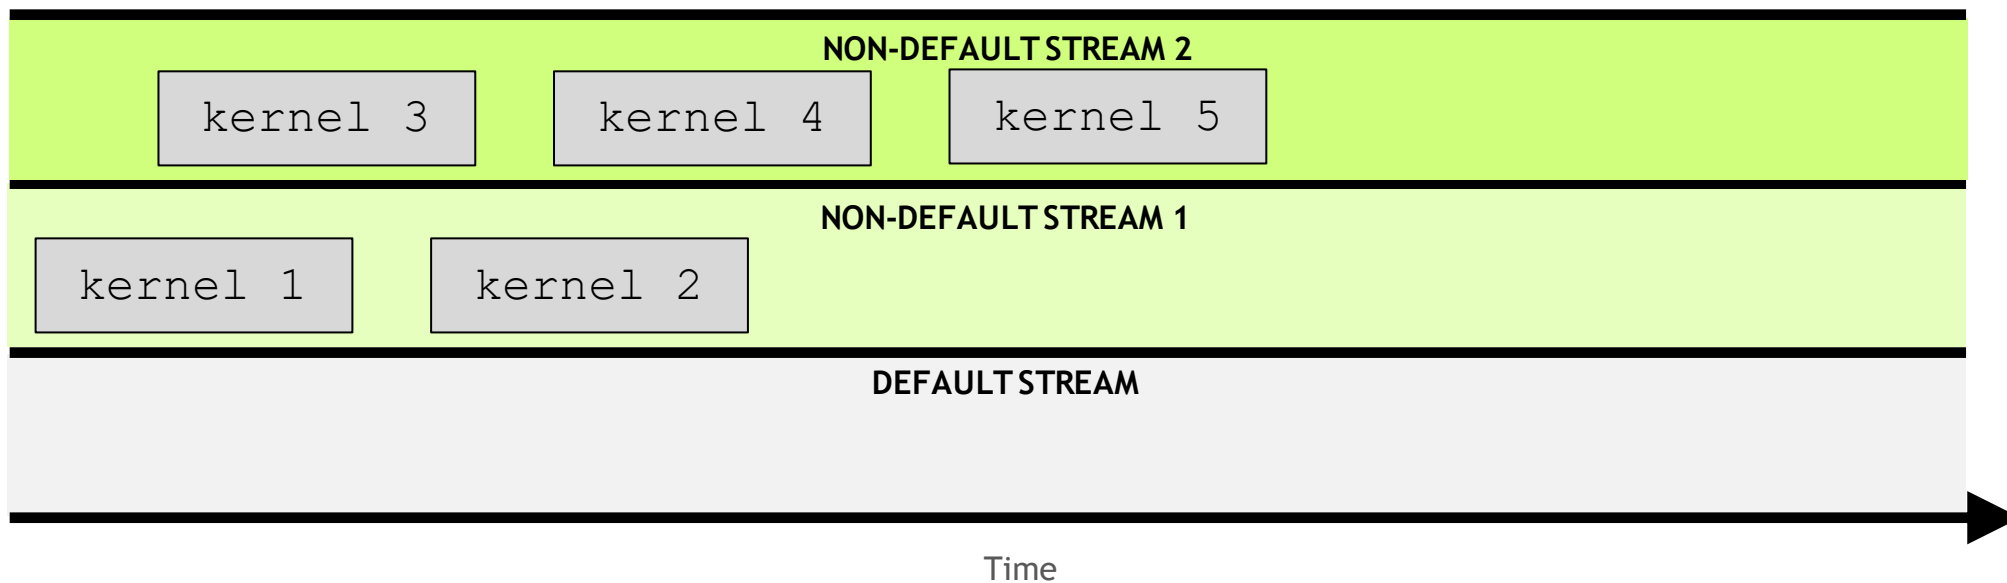 NON-DEFAULT STREAM 2
kernel 3
kernel 4
kernel 5
NON-DEFAULT STREAM 1
kernel 1
kernel 2
DEFAULT STREAM
Time